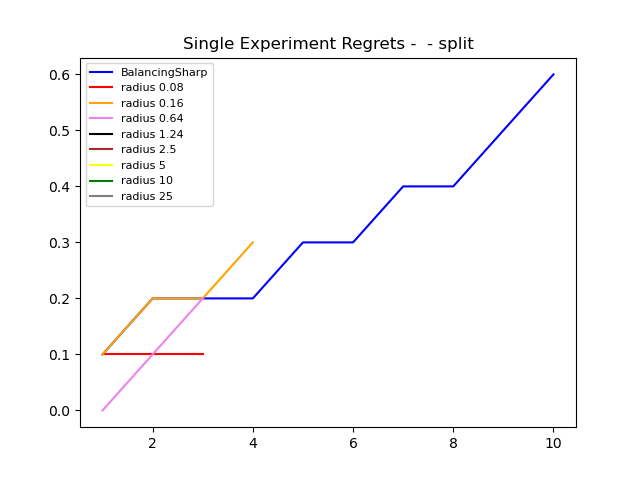 Single Experiment Regrets -  - split
BalancingSharp
radius 0.08
radius 0.16
radius 0.64
radius 1.24
radius 2.5
radius 5
radius 10
radius 25
0.6
0.5
0.4
0.3
0.2
0.1
0.0
2 4 6 8 10